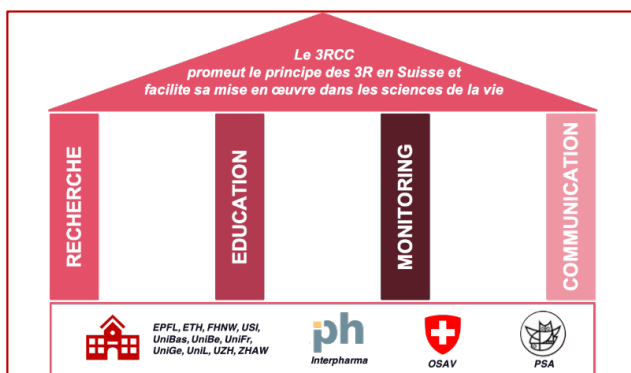 Le 3RCC
promeut le principe des 3R en Suisse et
facilite sa mise en œuvre dans les sciences de la vie
RECHERCHE
EDUCATION
MONITORING
COMMUNICATION
EPFL, ETH, FHNW, USI,
UniBas, UniBe, UniFr,
UniGe, UniL, UZH, ZHAW
iph
Interpharma
OSAV
PSA